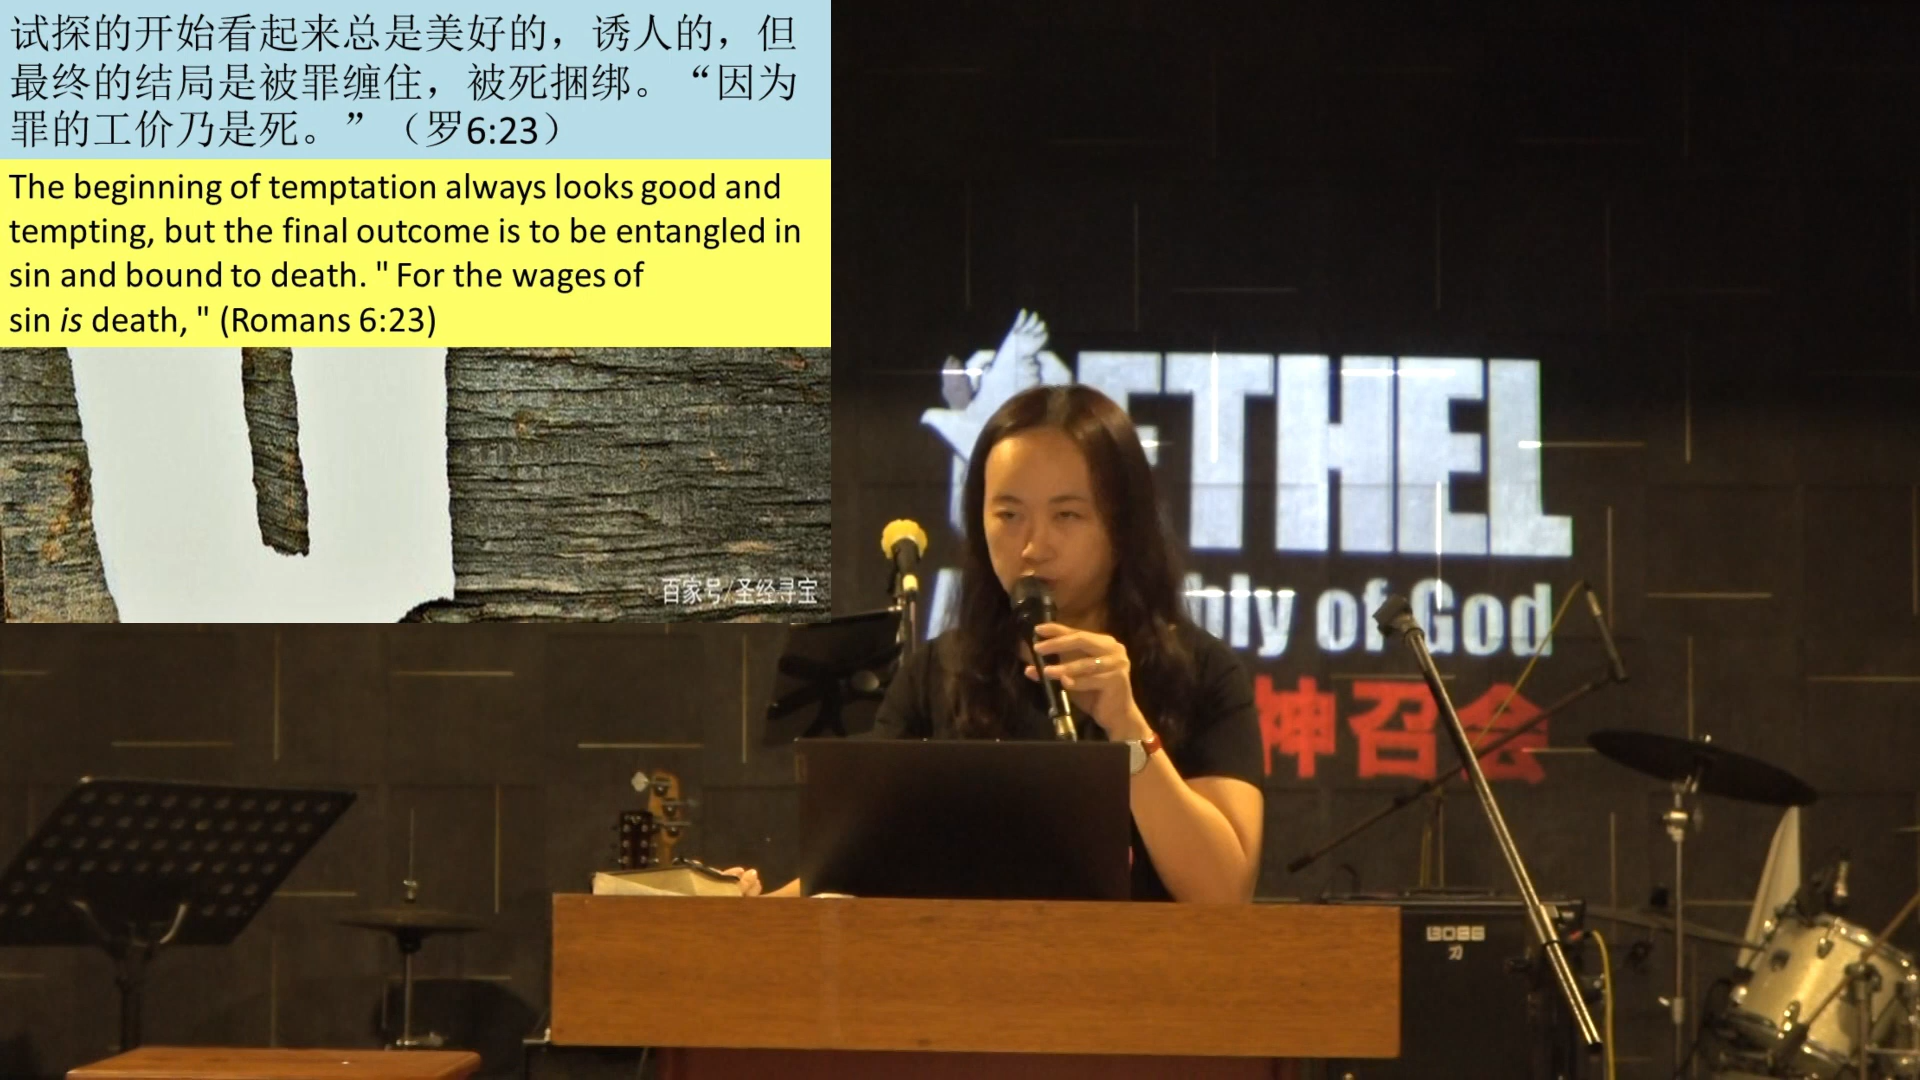 试探的开始看起来总是美好的，诱人的，但
最终的结局是被罪缠住，被死捆绑。“因为
罪的工价乃是死。”（罗6:23）
The beginning of temptation always looks good and
tempting, but the final outcome is to be entangled in
sin and bound to death. " For the wages of
sin is death, " (Romans 6:23)
百家号/圣经寻宝
ETHEL
of God
神召会
BOSS